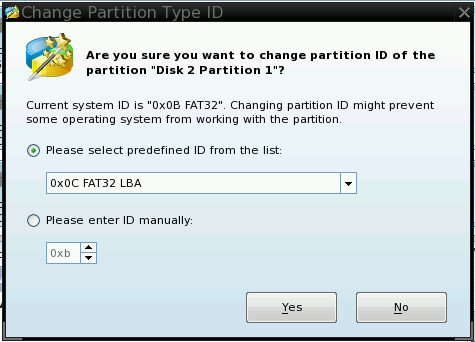 Change Partition Type ID
Are you sure you want to change partition ID of the
partition "Disk 2 Partition 1"?
Current system ID is "0x0B FAT32". Changing partition ID might prevent
some operating system from working with the partition.
Please select predefined ID from the list:
0x0C FAT32 LBA
Please enter ID manually:
0xb
Yes No